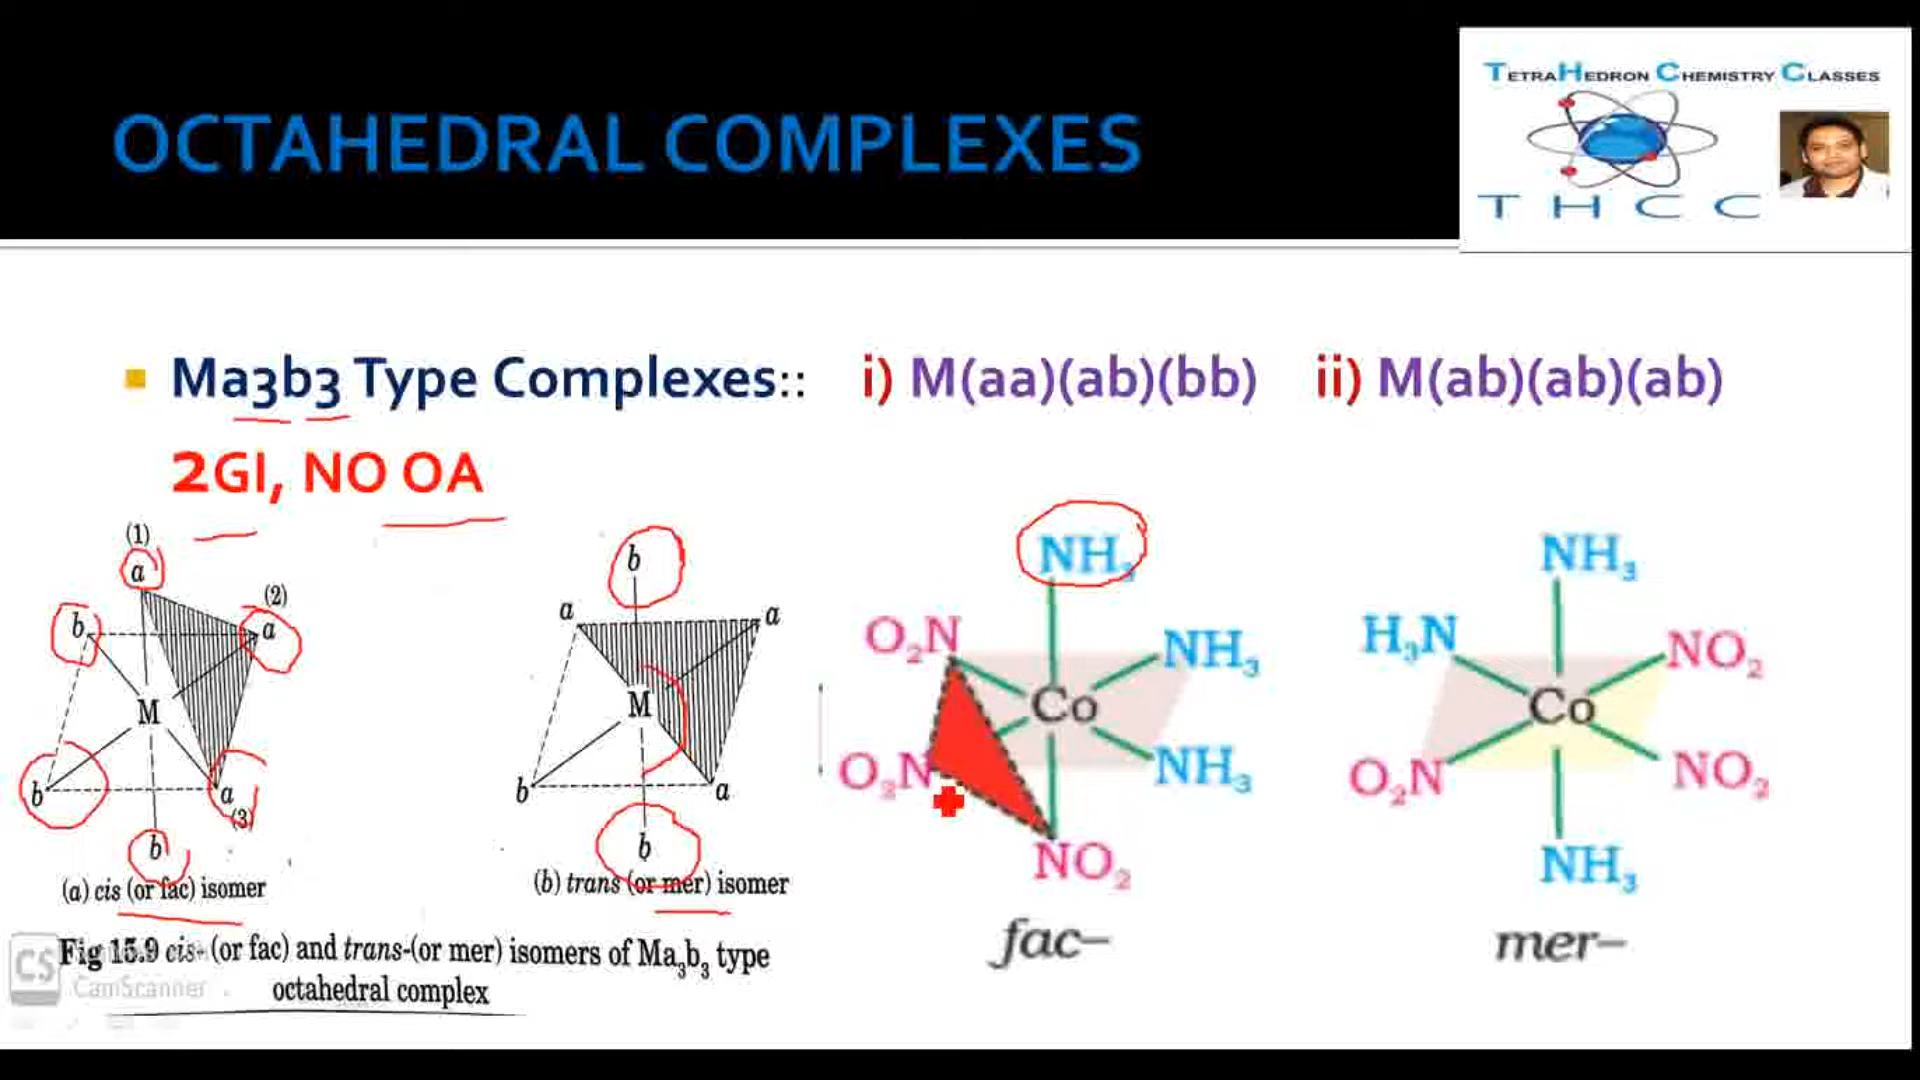 TETRAHEDRON CHEMISTRY CLASSES
T H C C
OCTAHEDRAL COMPLEXES
Ma3b3 Type Complexes:: i) M(aa)(ab)(bb) ii) M(ab)(ab)(ab)
2GI, NO OA
(1)
a
(2)
b
a
M
b
a
(3)
b
(a) cis (or fac) isomer
b
a
a
M
b
a
b
(b) trans (or mer) isomer
Fig 15.9 cis- (or fac) and trans-(or mer) isomers of Ma₃b₃ type
octahedral complex
CS
CamScanner
NH₃
O₂N
NH₃
Co
O₂N
NH₃
NO₂
fac–
NH₃
H₃N
NO₂
Co
O₂N
NO₂
NH₃
mer–